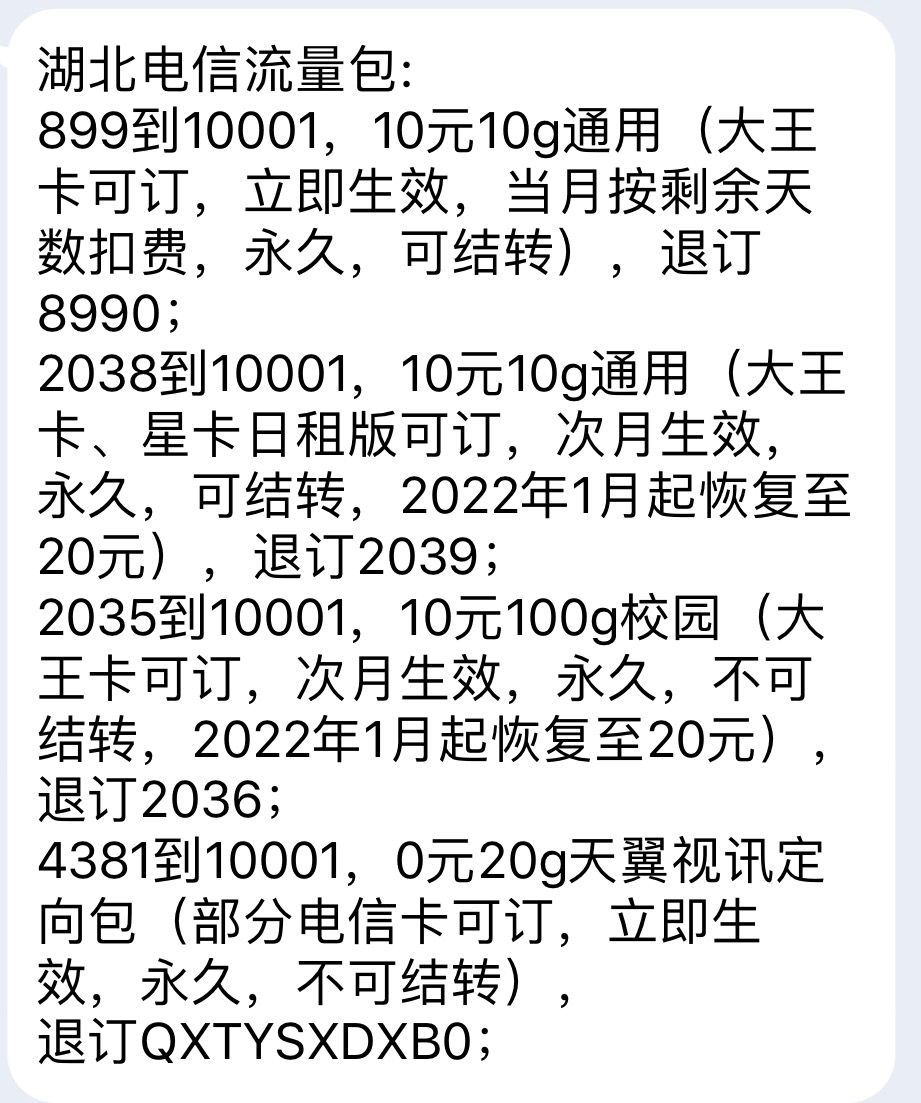 湖北电信流量包:
899到10001，10元10g通用（大王
卡可订，立即生效，当月按剩余天
数扣费，永久，可结转），退订
8990；
2038到10001，10元10g通用（大王
卡、星卡日租版可订，次月生效，
永久，可结转，2022年1月起恢复至
20元），退订2039；
2035到10001，10元100g校园（大
王卡可订，次月生效，永久，不可
结转，2022年1月起恢复至20元），
退订2036；
4381到10001，0元20g天翼视讯定
向包（部分电信卡可订，立即生
效，永久，不可结转），
退订QXTYSXDXB0；